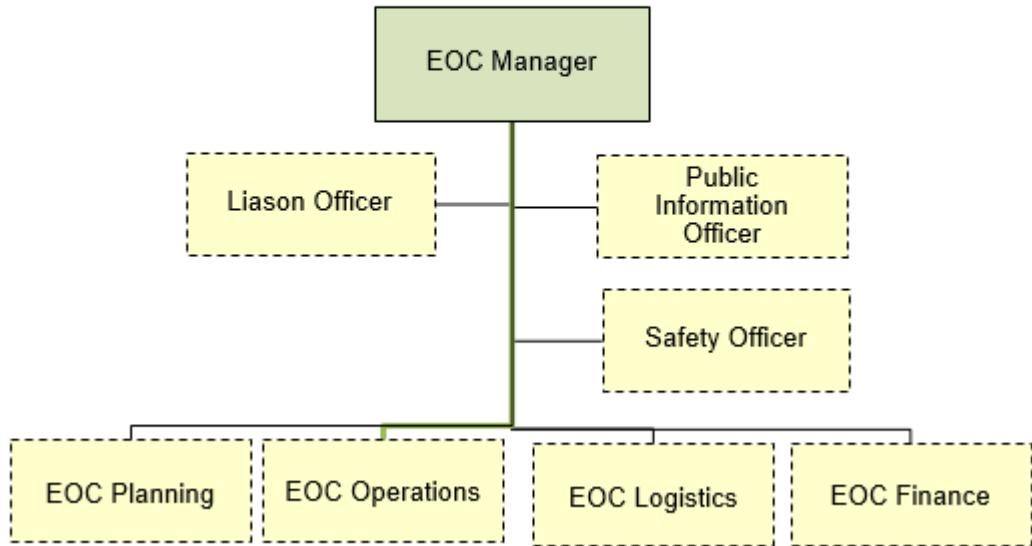 EOC Manager
Liason Officer
Public
Information
Officer
Safety Officer
EOC Planning
EOC Operations
EOC Logistics
EOC Finance